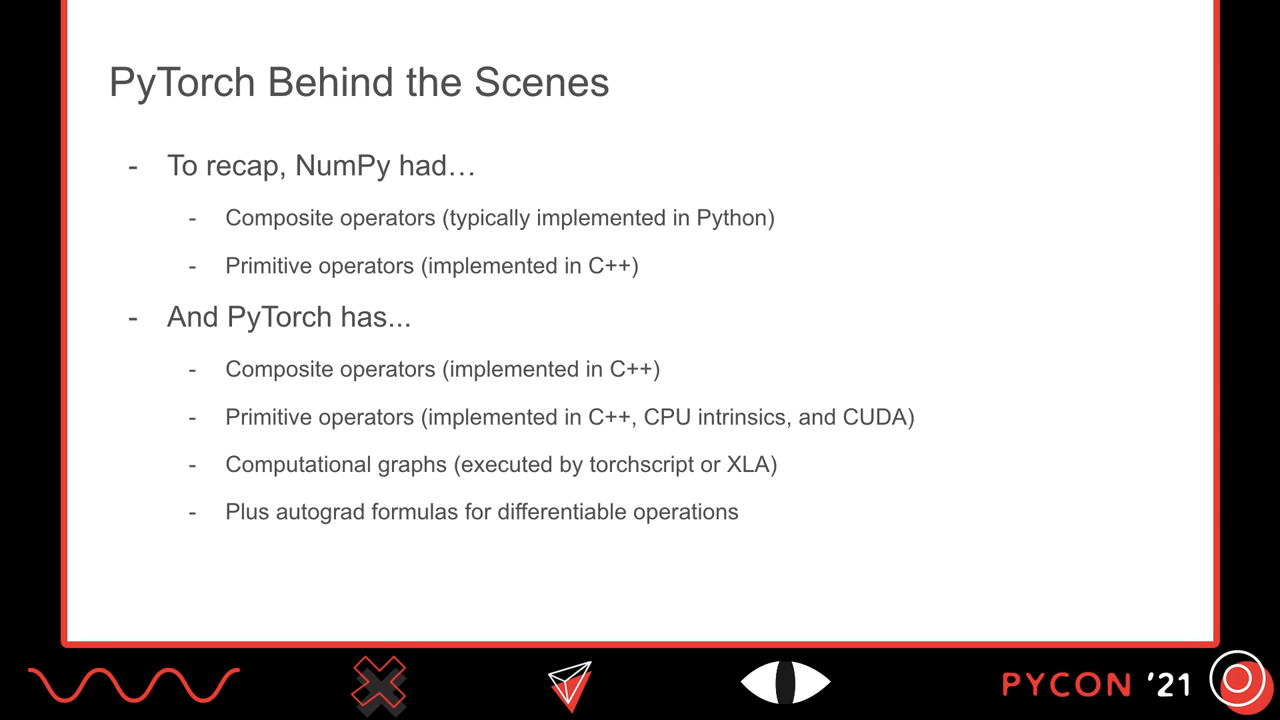 PyTorch Behind the Scenes
- To recap, NumPy had…
- Composite operators (typically implemented in Python)
- Primitive operators (implemented in C++)
- And PyTorch has...
- Composite operators (implemented in C++)
- Primitive operators (implemented in C++, CPU intrinsics, and CUDA)
- Computational graphs (executed by torchscript or XLA)
- Plus autograd formulas for differentiable operations
PYCON '21